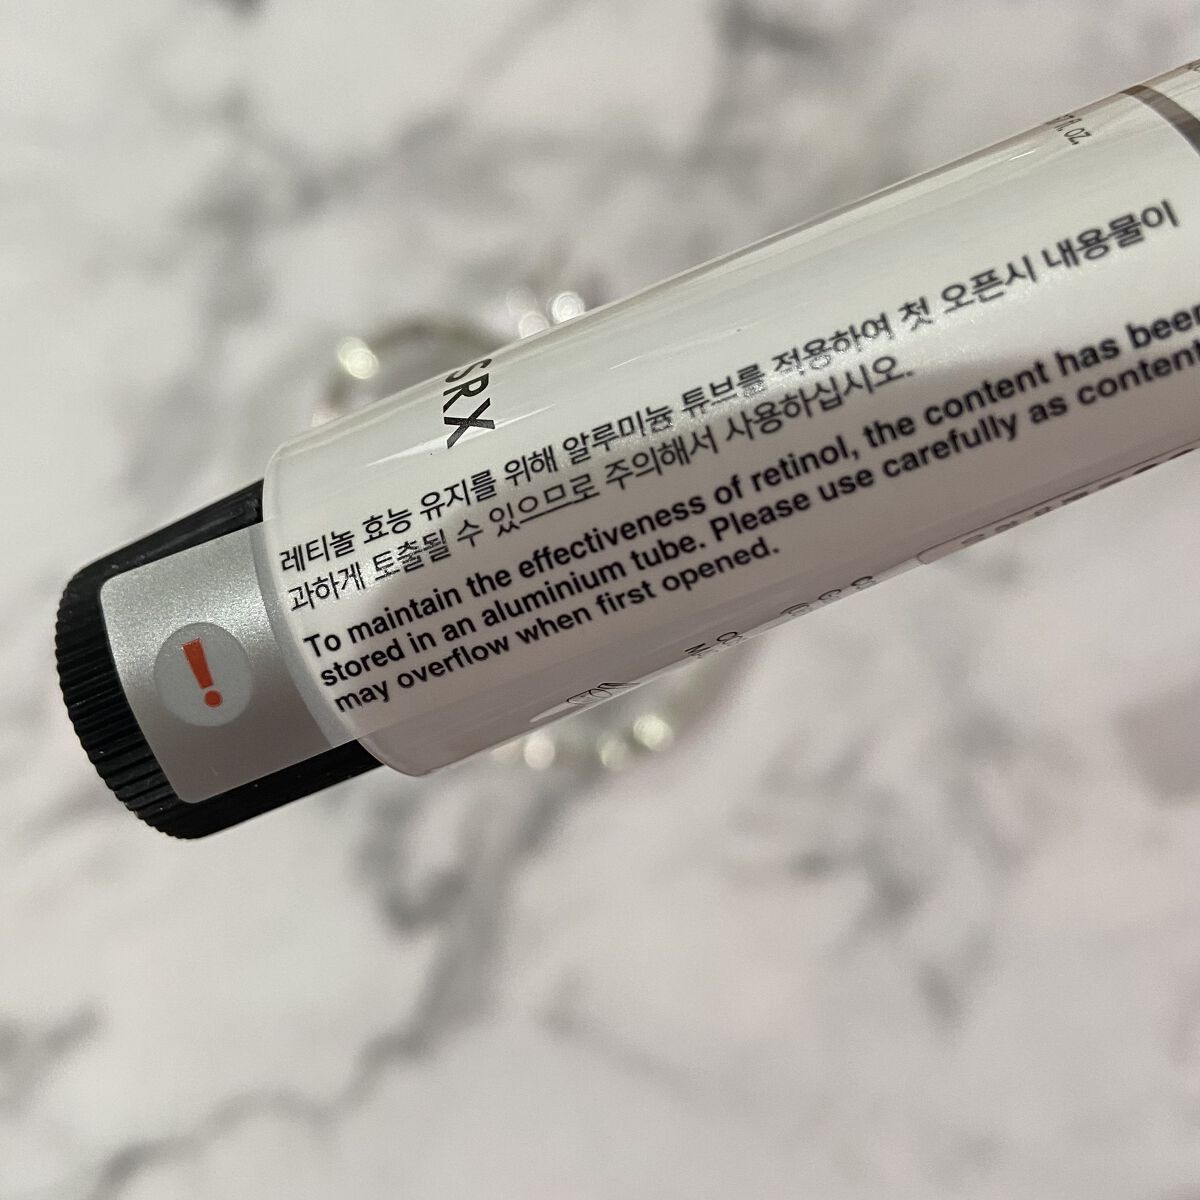 SRX
fl. oz.
레티놀 효능 유지를 위해 알루미늄 튜브를 적용하여 첫 오픈시 내용물이
과하게 토출될 수 있으므로 주의해서 사용하십시오.
To maintain the effectiveness of retinol, the content has been
stored in an aluminium tube. Please use carefully as content
may overflow when first opened.
!